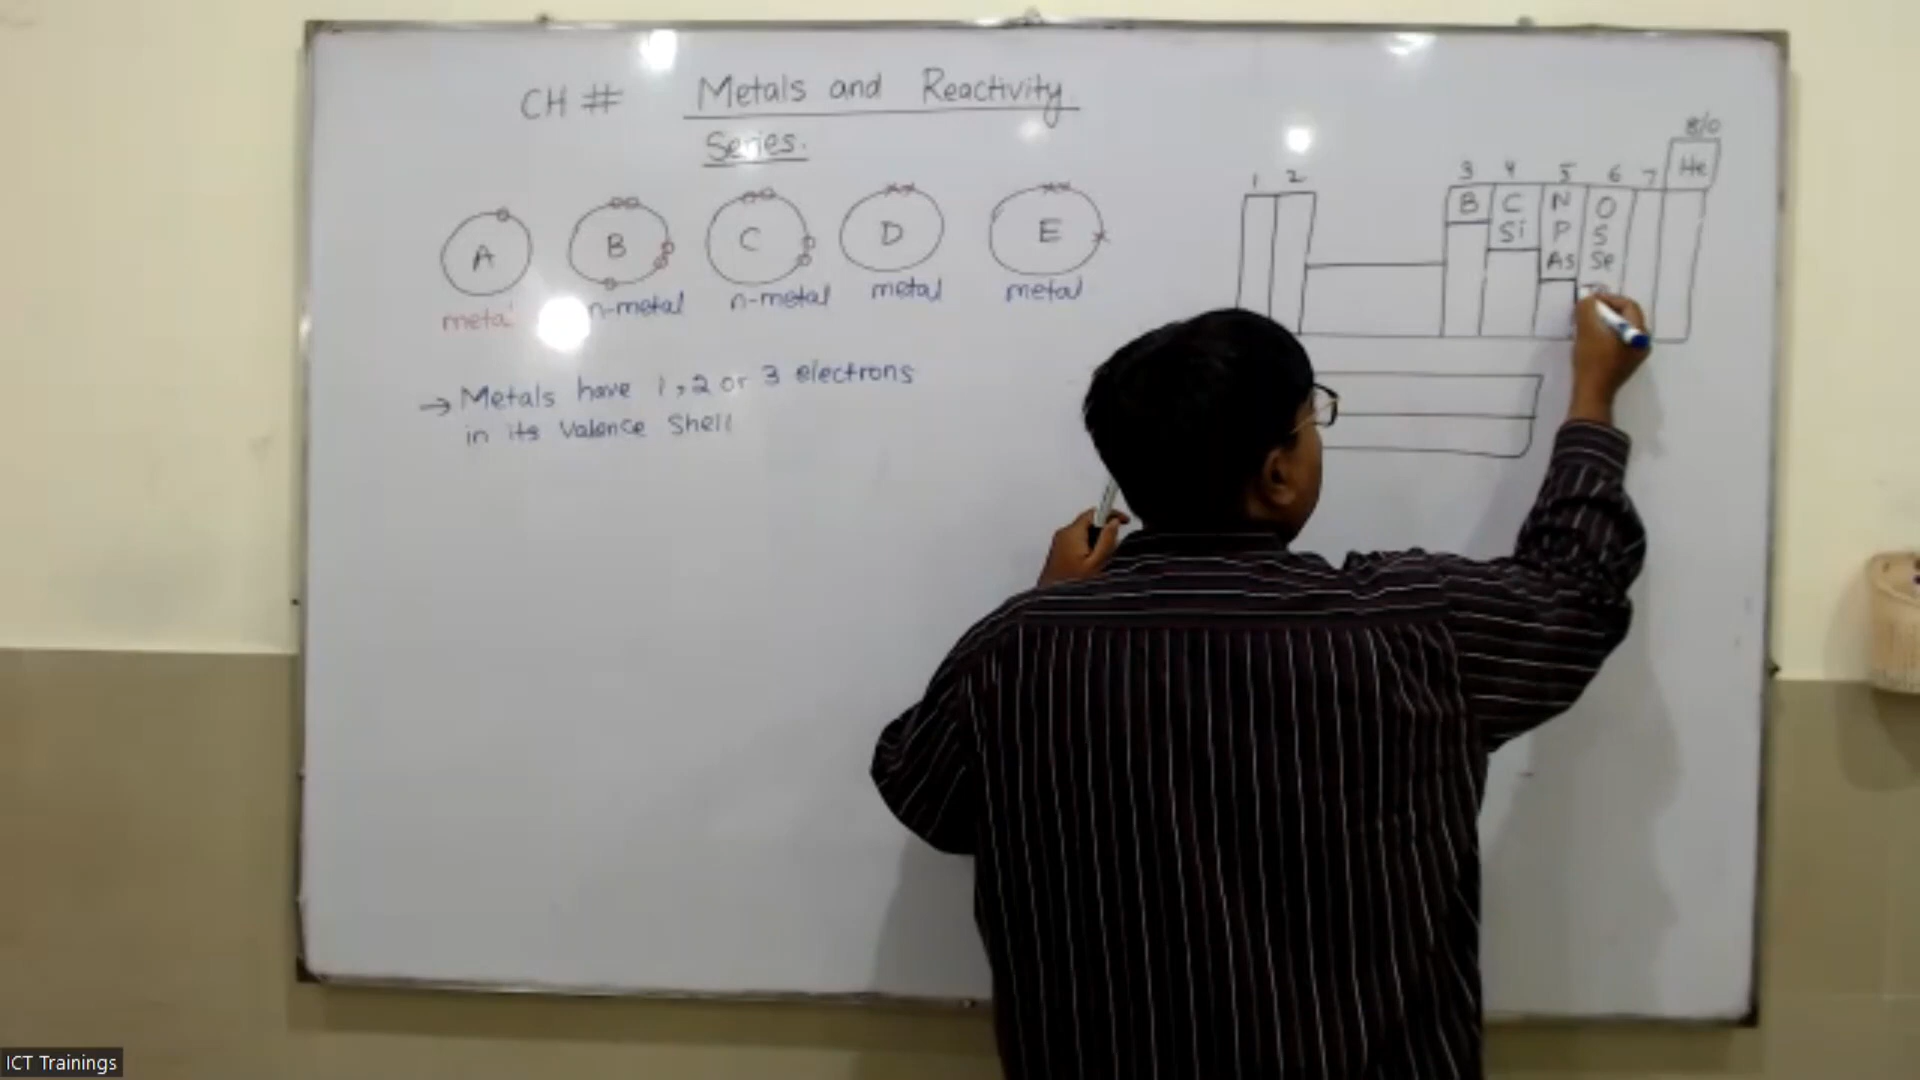 CH # Metals and Reactivity
Series.
A B C D E
metal n-metal n-metal metal metal
→ Metals have 1, 2 or 3 electrons
in its Valence Shell
8/0
1 2 3 4 5 6 7 He
B C N O
Si P S
As Se
ICT Trainings